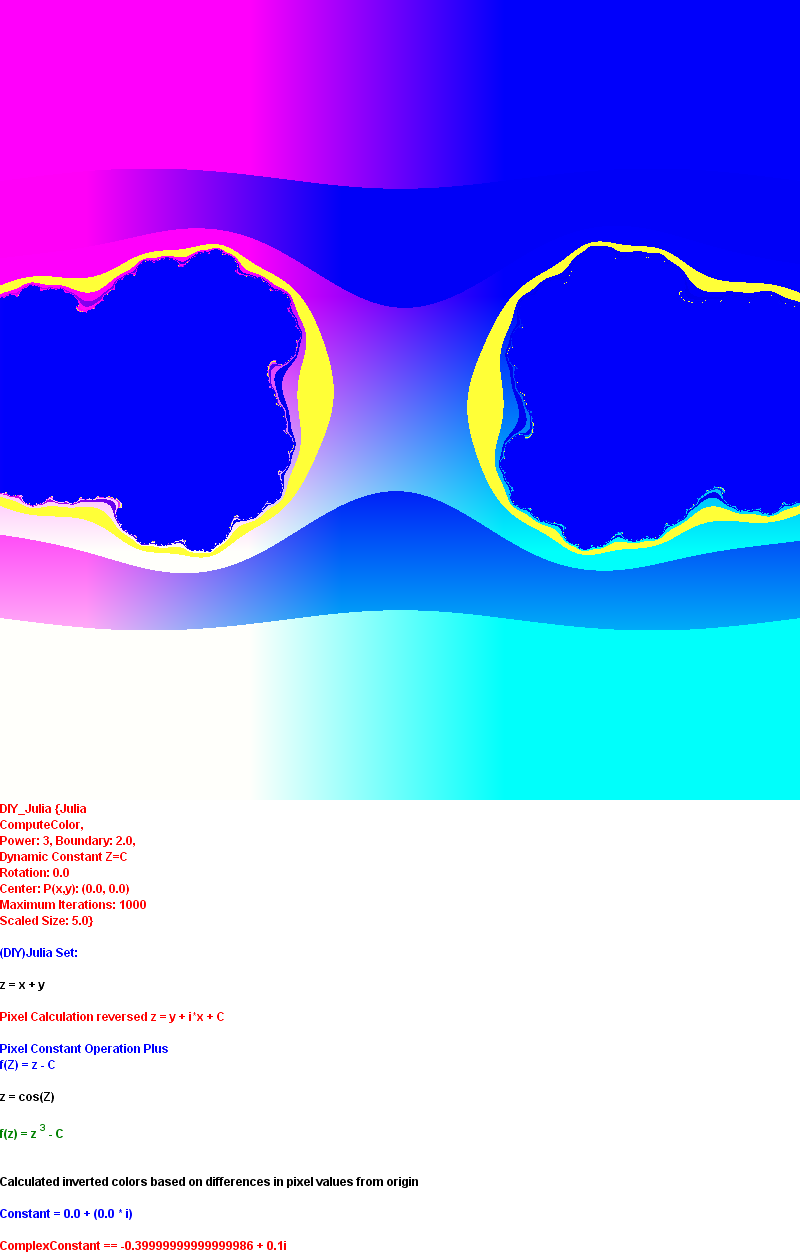 DIY_Julia {Julia
ComputeColor,
Power: 3, Boundary: 2.0,
Dynamic Constant Z=C
Rotation: 0.0
Center: P(x,y): (0.0, 0.0)
Maximum Iterations: 1000
Scaled Size: 5.0}
(DIY)Julia Set:
z = x + y
Pixel Calculation reversed z = y + i*x + C
Pixel Constant Operation Plus
f(Z) = z - C
z = cos(Z)
f(z) = z ³ - C
Calculated inverted colors based on differences in pixel values from origin
Constant = 0.0 + (0.0 * i)
ComplexConstant == -0.39999999999999986 + 0.1i